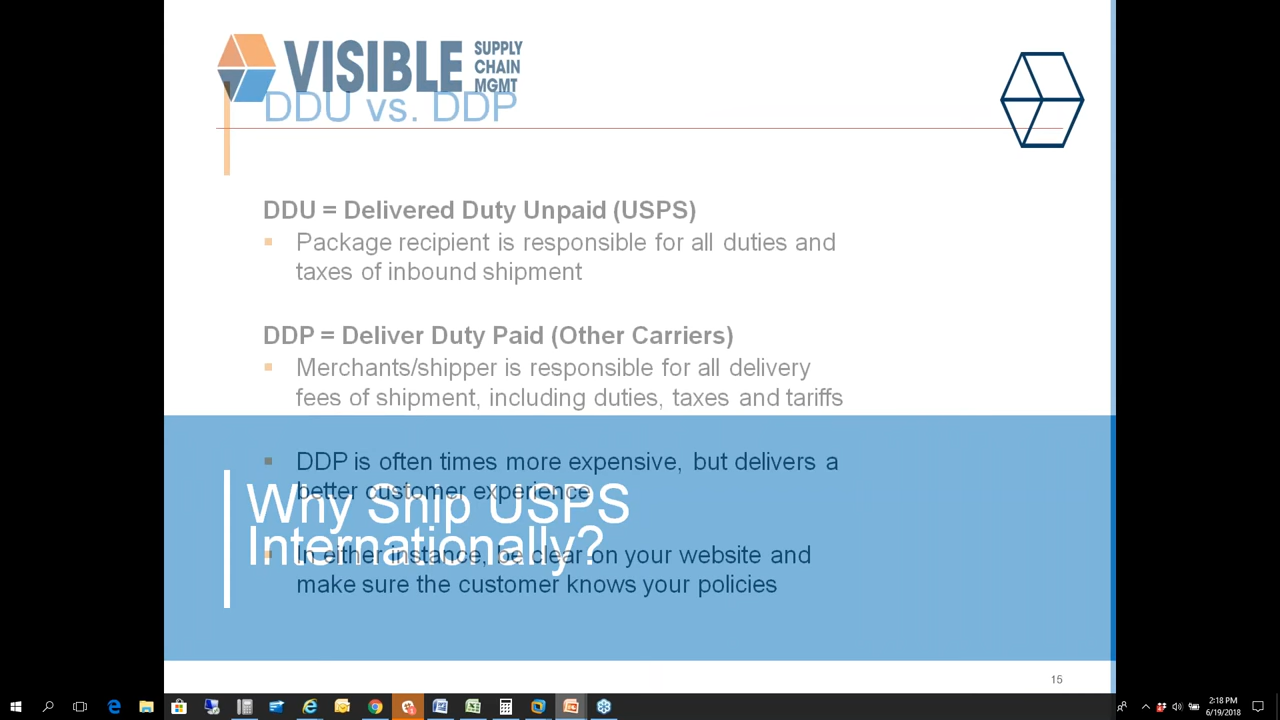 VISIBLE SUPPLY
CHAIN
MGMT
DDU vs. DDP
DDU = Delivered Duty Unpaid (USPS)
Package recipient is responsible for all duties and
taxes of inbound shipment
DDP = Deliver Duty Paid (Other Carriers)
Merchants/shipper is responsible for all delivery
fees of shipment, including duties, taxes and tariffs
DDP is often times more expensive, but delivers a
better customer experience
Why Ship USPS
Internationally?
In either instance, be clear on your website and
make sure the customer knows your policies
15
2:18 PM
6/19/2018